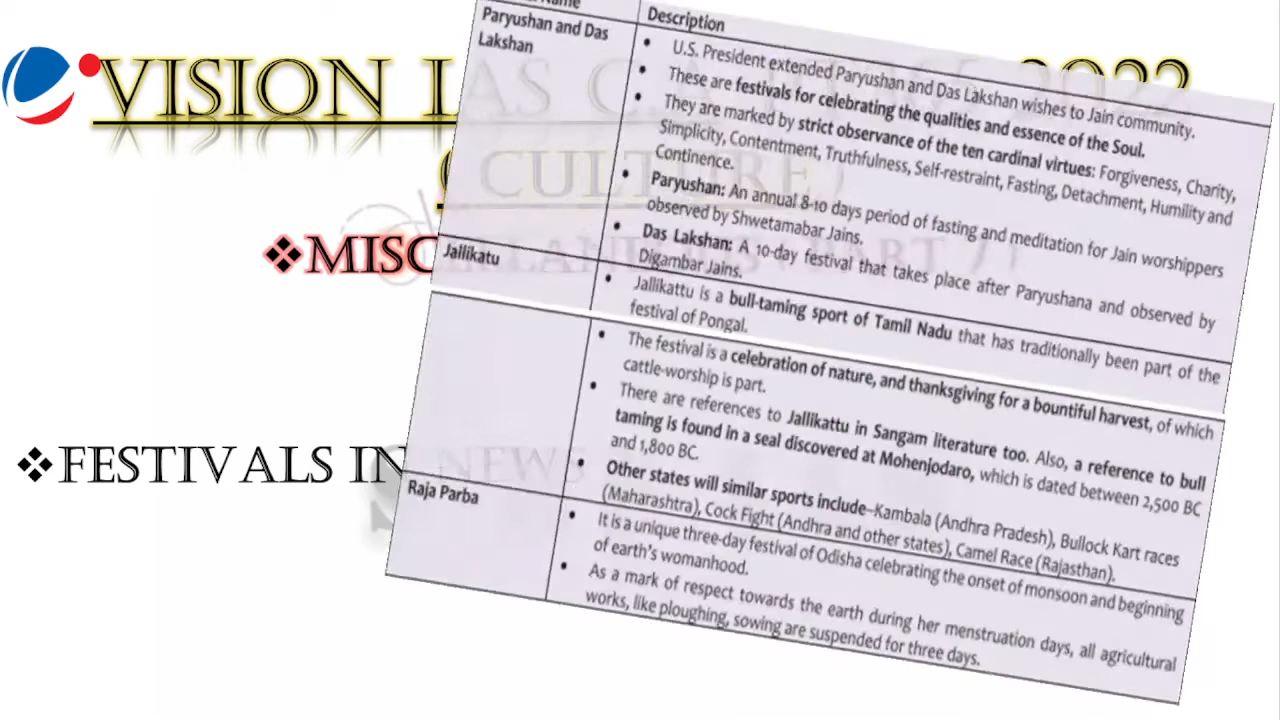 VISION IAS 2022
CULTURE)
❖MISCELLANEOUS PART 71
❖FESTIVALS IN NEWS
Name
Description
Paryushan and Das
Lakshan
• U.S. President extended Paryushan and Das Lakshan wishes to Jain community.
• These are festivals for celebrating the qualities and essence of the Soul.
• They are marked by strict observance of the ten cardinal virtues: Forgiveness, Charity,
Simplicity, Contentment, Truthfulness, Self-restraint, Fasting, Detachment, Humility and
Continence.
• Paryushan: An annual 8-10 days period of fasting and meditation for Jain worshippers
observed by Shwetamabar Jains.
• Das Lakshan: A 10-day festival that takes place after Paryushana and observed by
Digambar Jains.
Jallikatu
• Jallikattu is a bull-taming sport of Tamil Nadu that has traditionally been part of the
festival of Pongal.
• The festival is a celebration of nature, and thanksgiving for a bountiful harvest, of which
cattle-worship is part.
• There are references to Jallikattu in Sangam literature too. Also, a reference to bull
taming is found in a seal discovered at Mohenjodaro, which is dated between 2,500 BC
and 1,800 BC.
• Other states will similar sports include–Kambala (Andhra Pradesh), Bullock Kart races
(Maharashtra), Cock Fight (Andhra and other states), Camel Race (Rajasthan).
Raja Parba
• It is a unique three-day festival of Odisha celebrating the onset of monsoon and beginning
of earth's womanhood.
• As a mark of respect towards the earth during her menstruation days, all agricultural
works, like ploughing, sowing are suspended for three days.